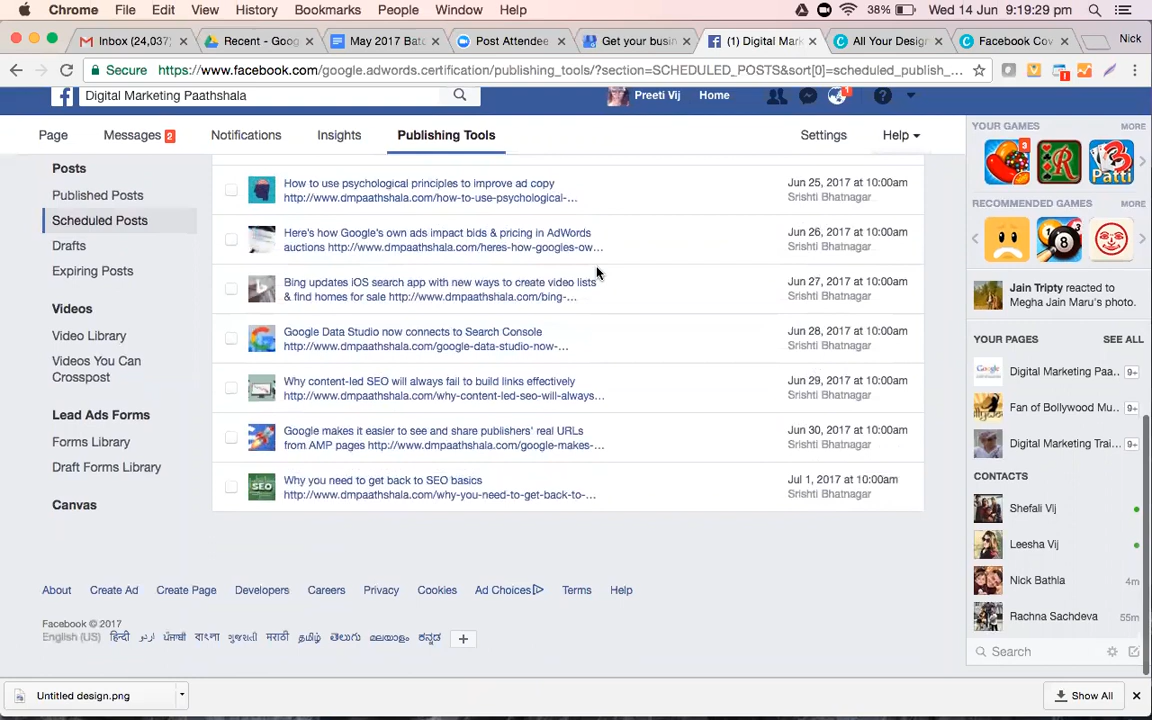 Chrome File Edit View History Bookmarks People Window Help 38% Wed 14 Jun 9:19:29 pm
Inbox (24,037) Recent - Goog May 2017 Batc Post Attendee Get your busin (1) Digital Mark All Your Design Facebook Cov Nick
Secure https://www.facebook.com/google.adwords.certification/publishing_tools/?section=SCHEDULED_POSTS&sort[0]=scheduled_publish_...
Digital Marketing Paathshala Preeti Vij Home 1
Page Messages 2 Notifications Insights Publishing Tools Settings Help
YOUR GAMES MORE
3
Patti
RECOMMENDED GAMES MORE
8
Jain Tripty reacted to
Megha Jain Maru's photo.
YOUR PAGES SEE ALL
Digital Marketing Paa... 9+
Fan of Bollywood Mu... 9+
Digital Marketing Trai... 9+
CONTACTS
Shefali Vij
Leesha Vij
Nick Bathla 4m
Rachna Sachdeva 55m
Search
Posts
Published Posts
Scheduled Posts
Drafts
Expiring Posts
Videos
Video Library
Videos You Can
Crosspost
Lead Ads Forms
Forms Library
Draft Forms Library
Canvas
How to use psychological principles to improve ad copy Jun 25, 2017 at 10:00am
http://www.dmpaathshala.com/how-to-use-psychological-... Srishti Bhatnagar
Here's how Google's own ads impact bids & pricing in AdWords Jun 26, 2017 at 10:00am
auctions http://www.dmpaathshala.com/heres-how-googles-ow... Srishti Bhatnagar
Bing updates iOS search app with new ways to create video lists Jun 27, 2017 at 10:00am
& find homes for sale http://www.dmpaathshala.com/bing-... Srishti Bhatnagar
Google Data Studio now connects to Search Console Jun 28, 2017 at 10:00am
http://www.dmpaathshala.com/google-data-studio-now-... Srishti Bhatnagar
Why content-led SEO will always fail to build links effectively Jun 29, 2017 at 10:00am
http://www.dmpaathshala.com/why-content-led-seo-will-always... Srishti Bhatnagar
Google makes it easier to see and share publishers' real URLs Jun 30, 2017 at 10:00am
from AMP pages http://www.dmpaathshala.com/google-makes-... Srishti Bhatnagar
SEO
Why you need to get back to SEO basics Jul 1, 2017 at 10:00am
http://www.dmpaathshala.com/why-you-need-to-get-back-to-... Srishti Bhatnagar
About Create Ad Create Page Developers Careers Privacy Cookies Ad Choices Terms Help
Facebook © 2017
English (US) हिन्दी اردو ਪੰਜਾਬੀ বাংলা ગુજરાતી मराठी தமிழ் తెలుగు മലയാളം ಕನ್ನಡ +
Untitled design.png Show All